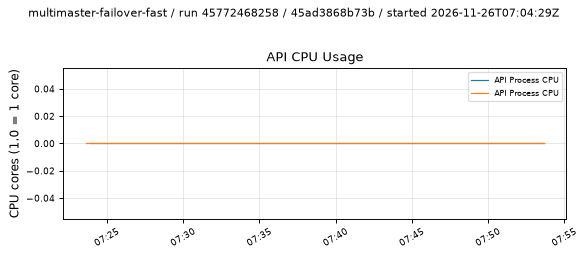 multimaster-failover-fast / run 45772468258 / 45ad3868b73b / started 2026-11-26T07:04:29Z
API CPU Usage
CPU cores (1.0 = 1 core)
0.04
0.02
0.00
−0.02
−0.04
API Process CPU
API Process CPU
07:25
07:30
07:35
07:40
07:45
07:50
07:55